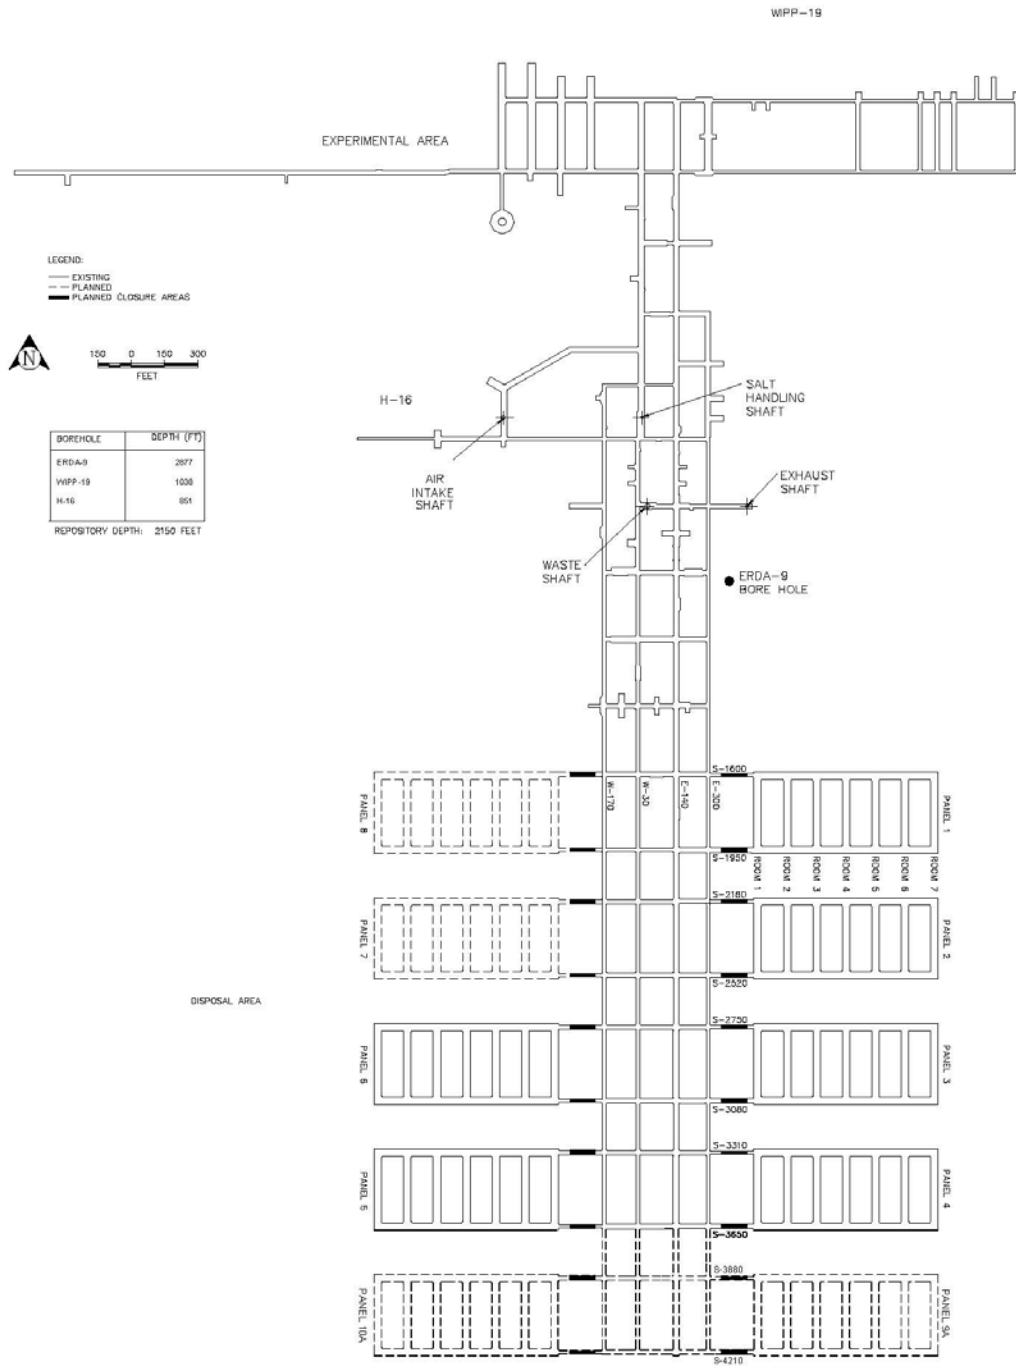 WIPP-19
EXPERIMENTAL AREA
LEGEND:
EXISTING
PLANNED
PLANNED CLOSURE AREAS
N
150 0 150 300
FEET
H-16
SALT
HANDLING
SHAFT
BOREHOLE DEPTH (FT)
ERDA-9 2877
WIPP-19 1038
H-16 851
REPOSITORY DEPTH: 2150 FEET
AIR
INTAKE
SHAFT
EXHAUST
SHAFT
WASTE
SHAFT
ERDA-9
BORE HOLE
S-1600
W-170
W-30
E-140
E-300
PANEL 8
PANEL 1
S-1950
ROOM 1
ROOM 2
ROOM 3
ROOM 4
ROOM 5
ROOM 6
ROOM 7
S-2180
PANEL 7
PANEL 2
S-2520
DISPOSAL AREA
S-2750
PANEL 6
PANEL 3
S-3080
S-3310
PANEL 5
PANEL 4
S-3650
S-3880
PANEL 10A
PANEL 9A
S-4210